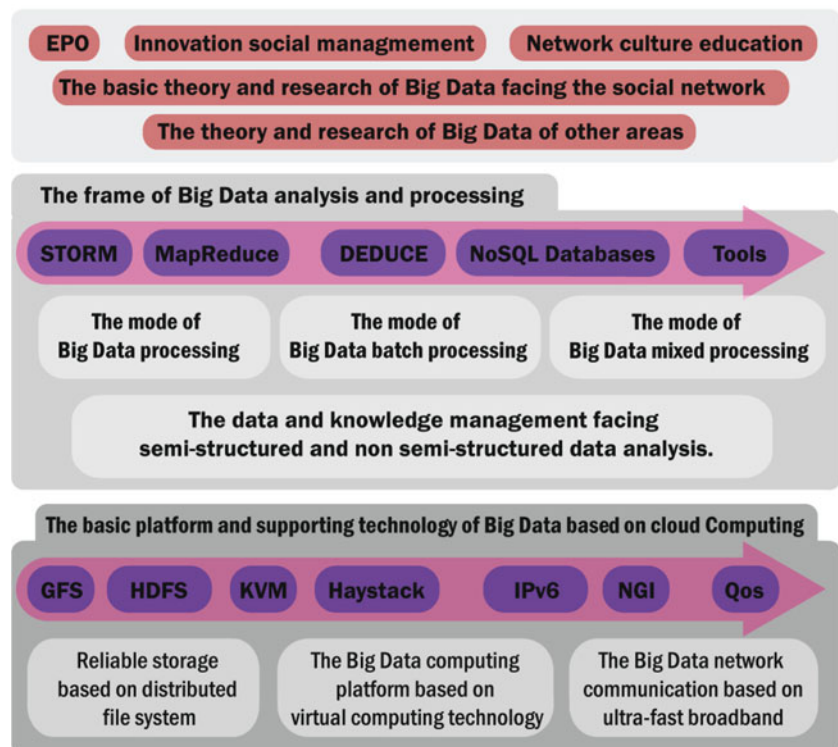 EPO Innovation social managmement Network culture education
The basic theory and research of Big Data facing the social network
The theory and research of Big Data of other areas
The frame of Big Data analysis and processing
STORM MapReduce DEDUCE NoSQL Databases Tools
The mode of
Big Data processing
The mode of
Big Data batch processing
The mode of
Big Data mixed processing
The data and knowledge management facing
semi-structured and non semi-structured data analysis.
The basic platform and supporting technology of Big Data based on cloud Computing
GFS HDFS KVM Haystack IPv6 NGI Qos
Reliable storage
based on distributed
file system
The Big Data computing
platform based on
virtual computing technology
The Big Data network
communication based on
ultra-fast broadband